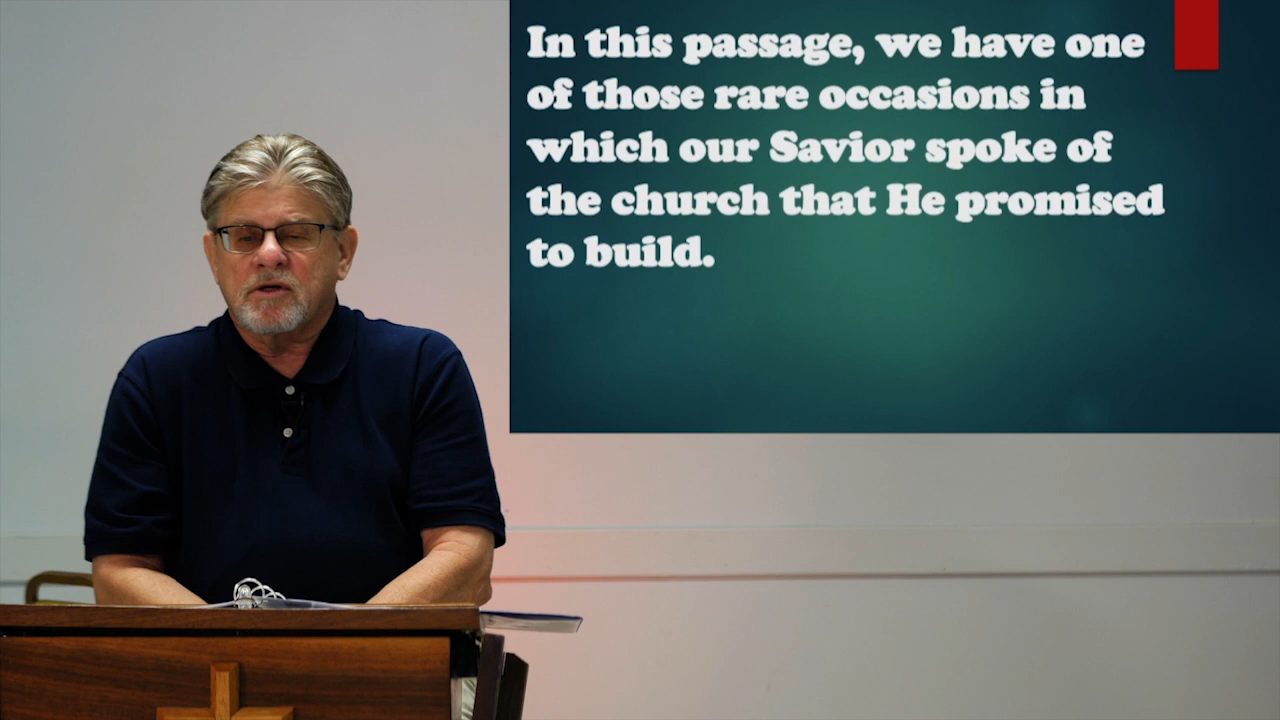 In this passage, we have one
of those rare occasions in
which our Savior spoke of
the church that He promised
to build.